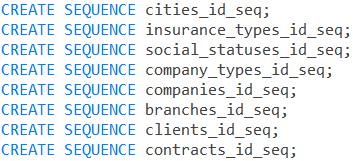 CREATE SEQUENCE cities_id_seq;
CREATE SEQUENCE insurance_types_id_seq;
CREATE SEQUENCE social_statuses_id_seq;
CREATE SEQUENCE company_types_id_seq;
CREATE SEQUENCE companies_id_seq;
CREATE SEQUENCE branches_id_seq;
CREATE SEQUENCE clients_id_seq;
CREATE SEQUENCE contracts_id_seq;